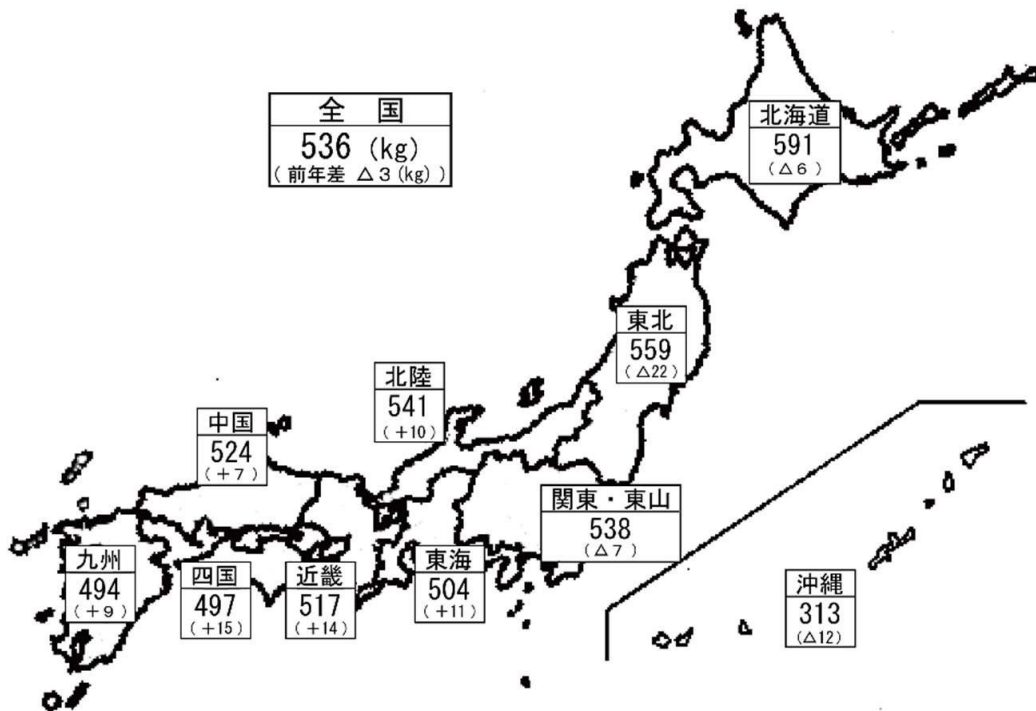 全　国
536 (kg)
( 前年差 △3(kg) )
北海道
591
(△6)
東北
559
(△22)
北陸
541
(+10)
中国
524
(+7)
関東・東山
538
(△7)
九州
494
(+9)
四国
497
(+15)
近畿
517
(+14)
東海
504
(+11)
沖縄
313
(△12)